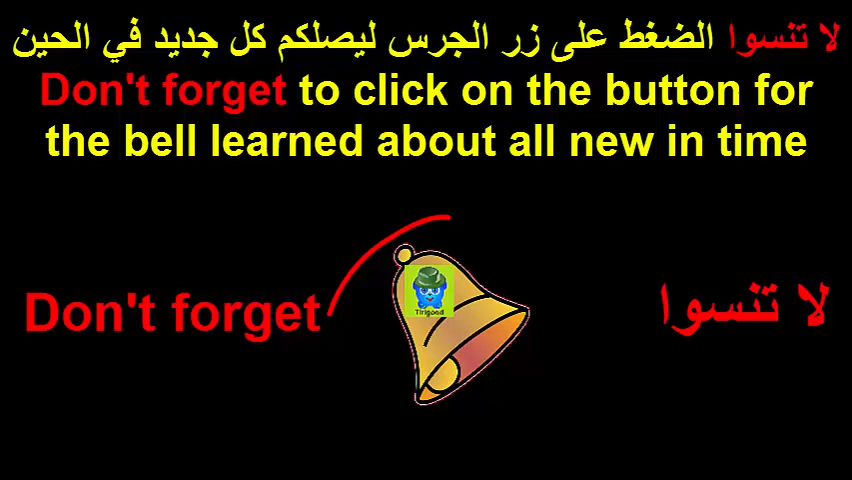 لا تنسوا الضغط على زر الجرس ليصلكم كل جديد في الحين
Don't forget to click on the button for
the bell learned about all new in time
Don't forget
Tirigood
لا تنسوا